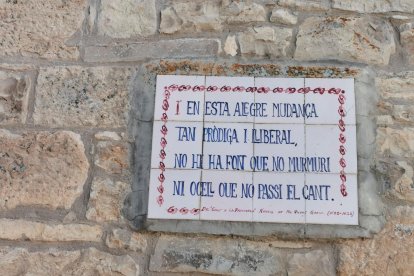 I EN ESTA ALEGRE MUDANÇA
TAN PRÒDIGA I LLIBERAL,
NO HI HA FONT QUE NO MURMURI
NI OCELL QUE NO PASSI EL CANT.